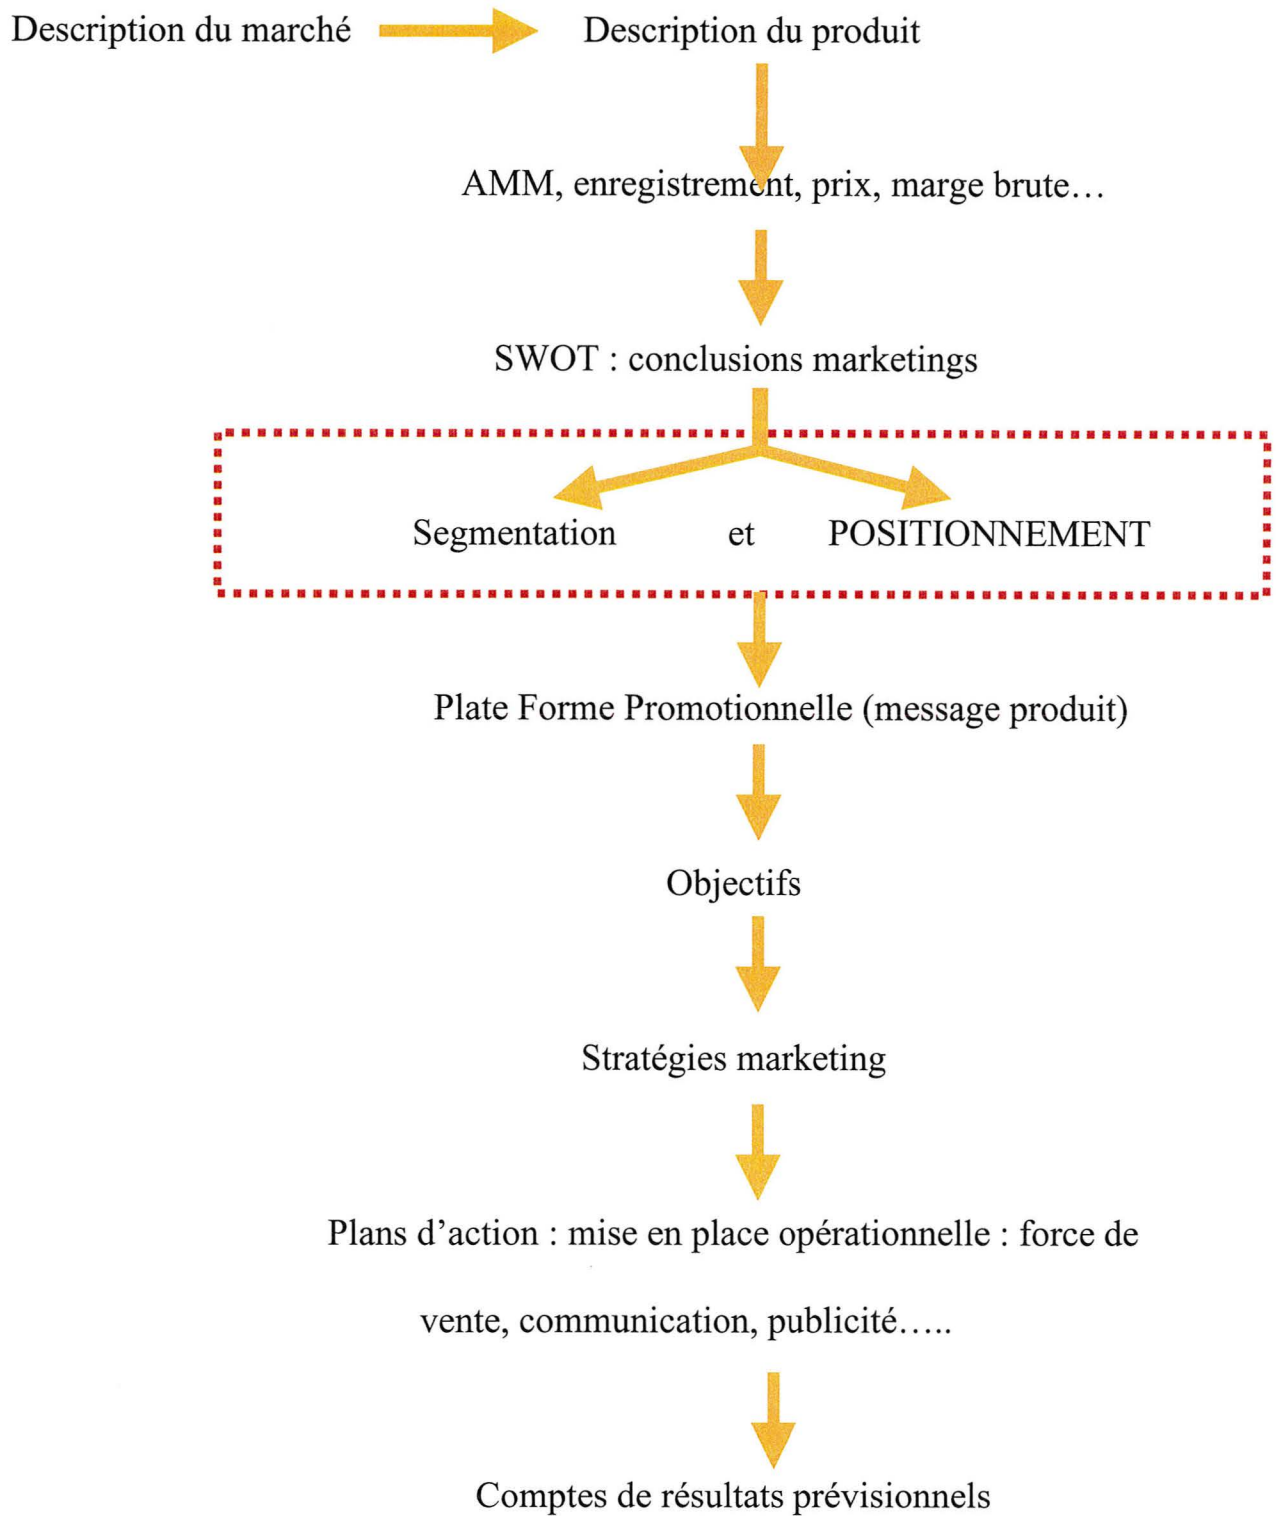 Description du marché Description du produit
AMM, enregistrement, prix, marge brute…
SWOT : conclusions marketings
Segmentation et POSITIONNEMENT
Plate Forme Promotionnelle (message produit)
Objectifs
Stratégies marketing
Plans d’action : mise en place opérationnelle : force de
vente, communication, publicité…..
Comptes de résultats prévisionnels